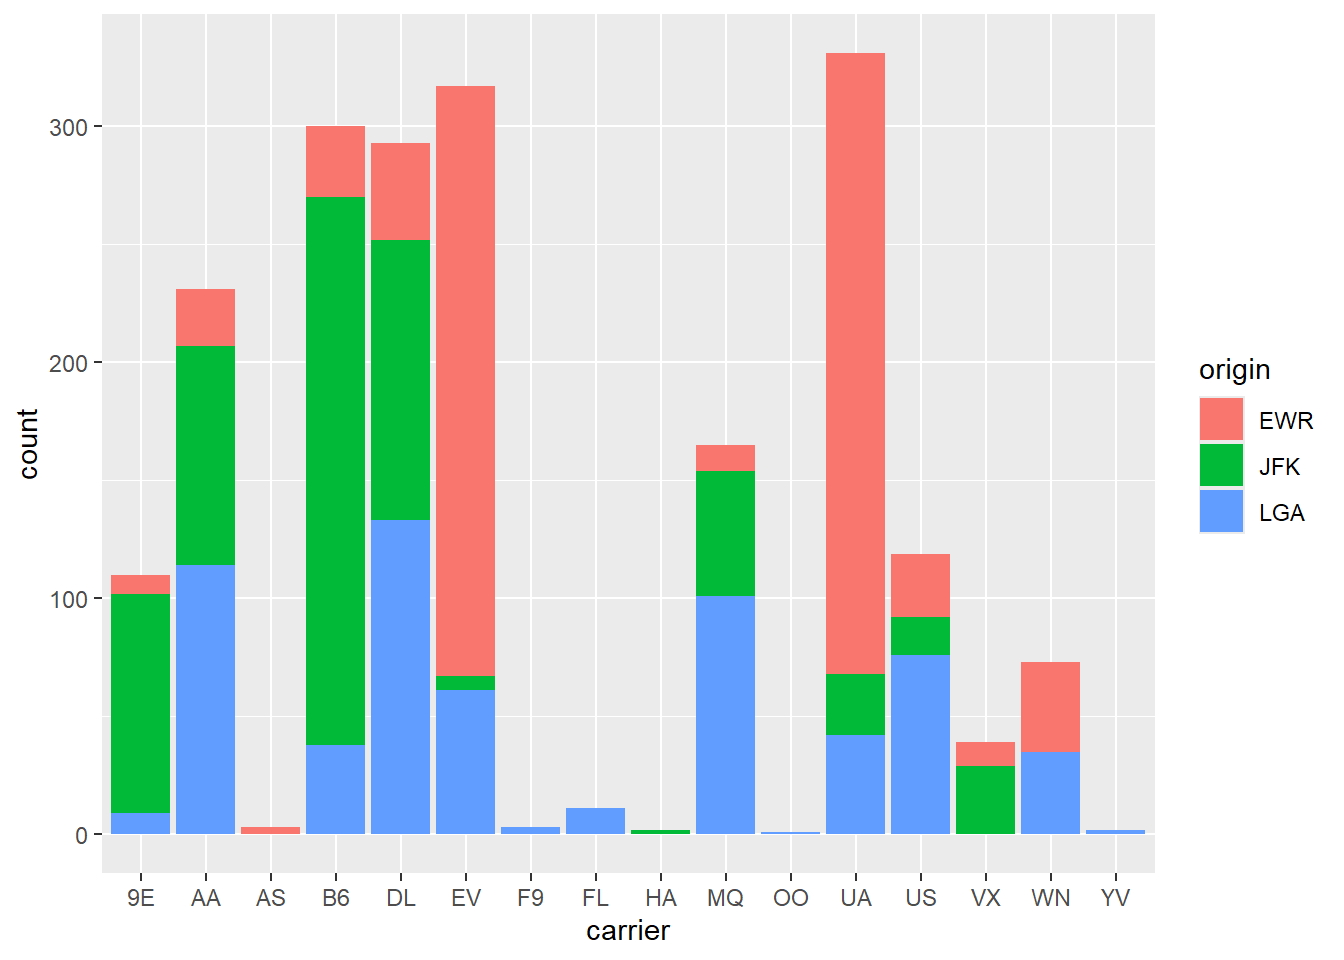 count
300
200
100
0
9E AA AS B6 DL EV F9 FL HA MQ OO UA US VX WN YV
carrier
origin
EWR
JFK
LGA